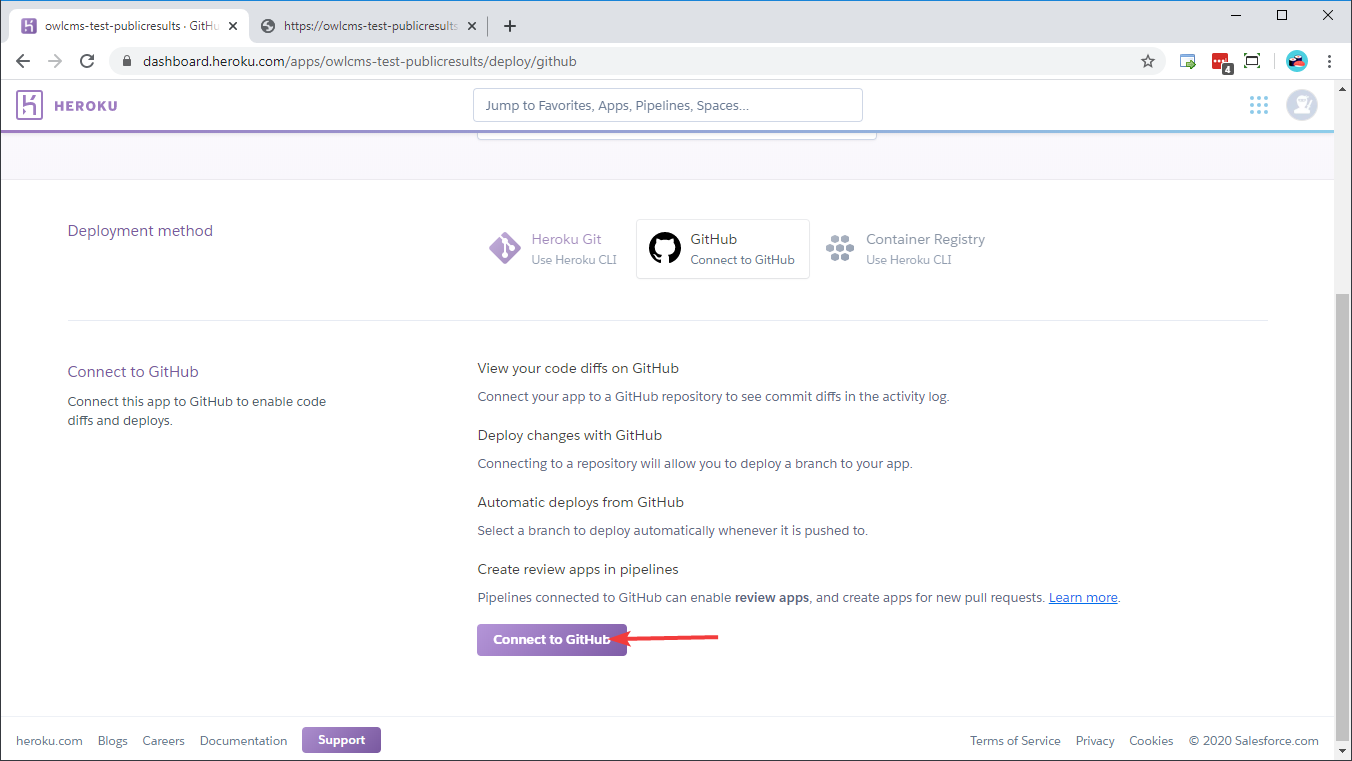 owlcms-test-publicresults · GitHu
https://owlcms-test-publicresults
dashboard.heroku.com/apps/owlcms-test-publicresults/deploy/github
4
HEROKU
Jump to Favorites, Apps, Pipelines, Spaces...
Deployment method
Heroku Git
Use Heroku CLI
GitHub
Connect to GitHub
Container Registry
Use Heroku CLI
Connect to GitHub
Connect this app to GitHub to enable code
diffs and deploys.
View your code diffs on GitHub
Connect your app to a GitHub repository to see commit diffs in the activity log.
Deploy changes with GitHub
Connecting to a repository will allow you to deploy a branch to your app.
Automatic deploys from GitHub
Select a branch to deploy automatically whenever it is pushed to.
Create review apps in pipelines
Pipelines connected to GitHub can enable review apps, and create apps for new pull requests. Learn more.
Connect to GitHub
heroku.com Blogs Careers Documentation Support
Terms of Service Privacy Cookies © 2020 Salesforce.com